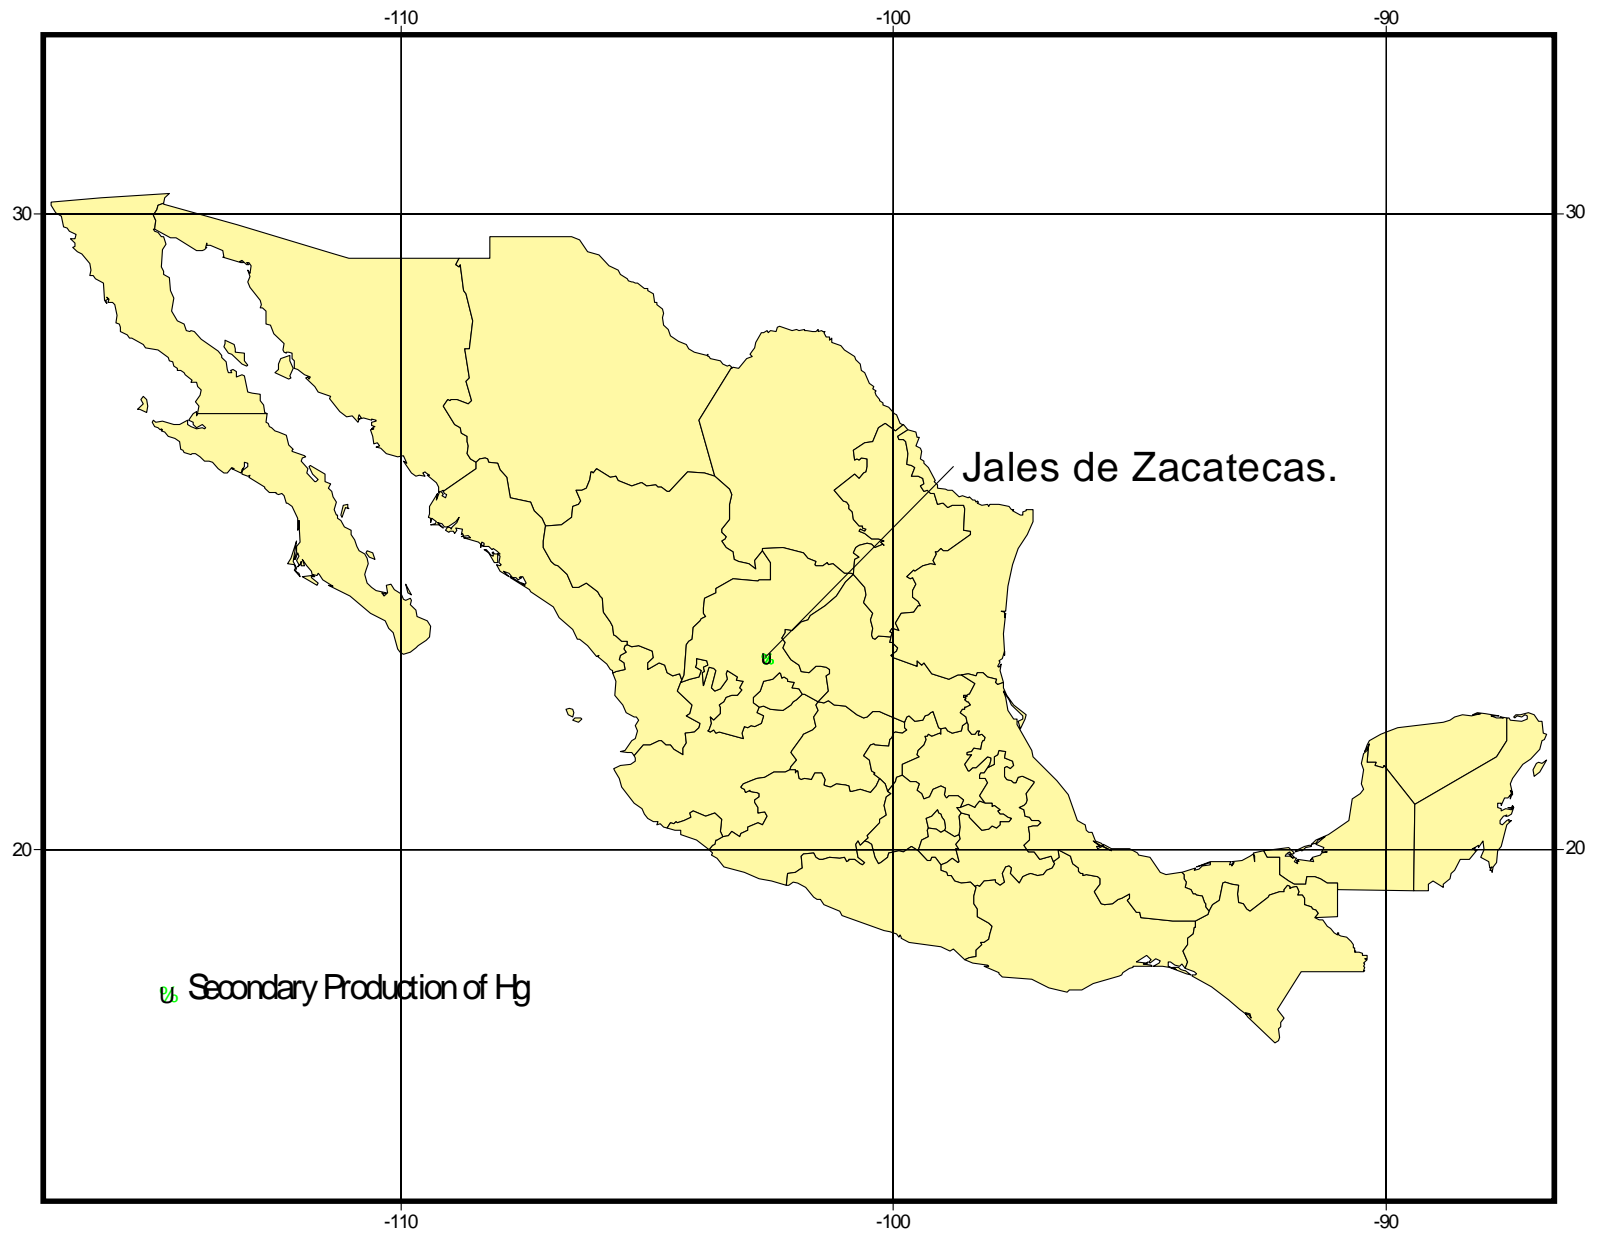 -110 -100 -90
30 30
Jales de Zacatecas.
U%
20 20
U% Secondary Production of Hg
-110 -100 -90